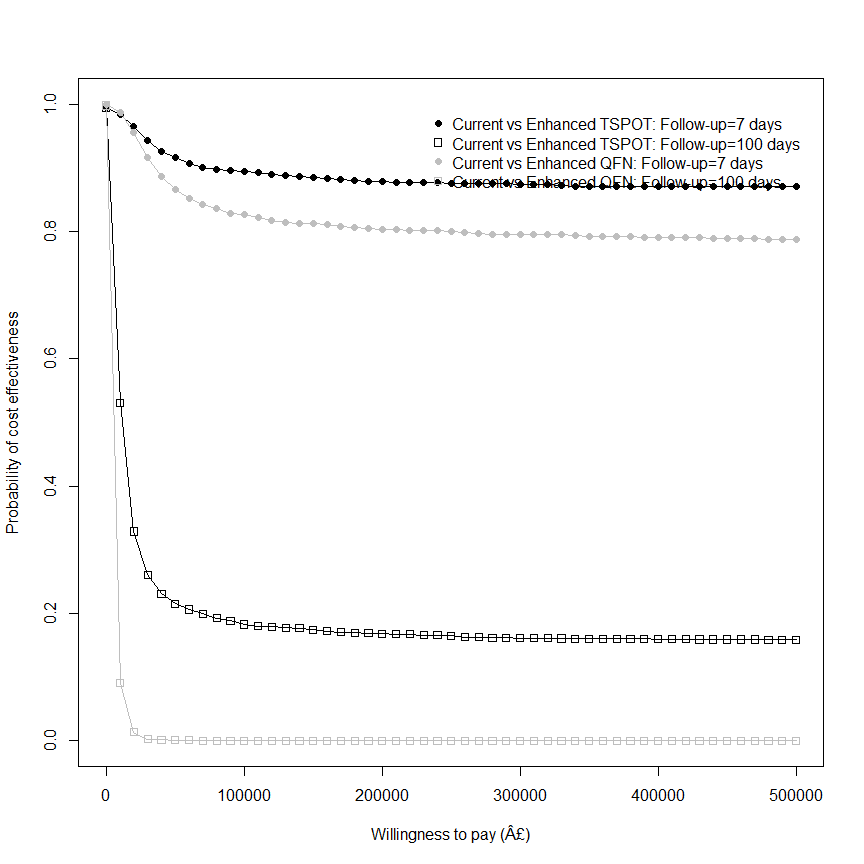 Current vs Enhanced TSPOT: Follow-up=7 days
Current vs Enhanced TSPOT: Follow-up=100 days
Current vs Enhanced QFN: Follow-up=7 days
Current vs Enhanced QFN: Follow-up=100 days
Probability of cost effectiveness
1.0
0.8
0.6
0.4
0.2
0.0
0
100000
200000
300000
400000
500000
Willingness to pay (Â£)